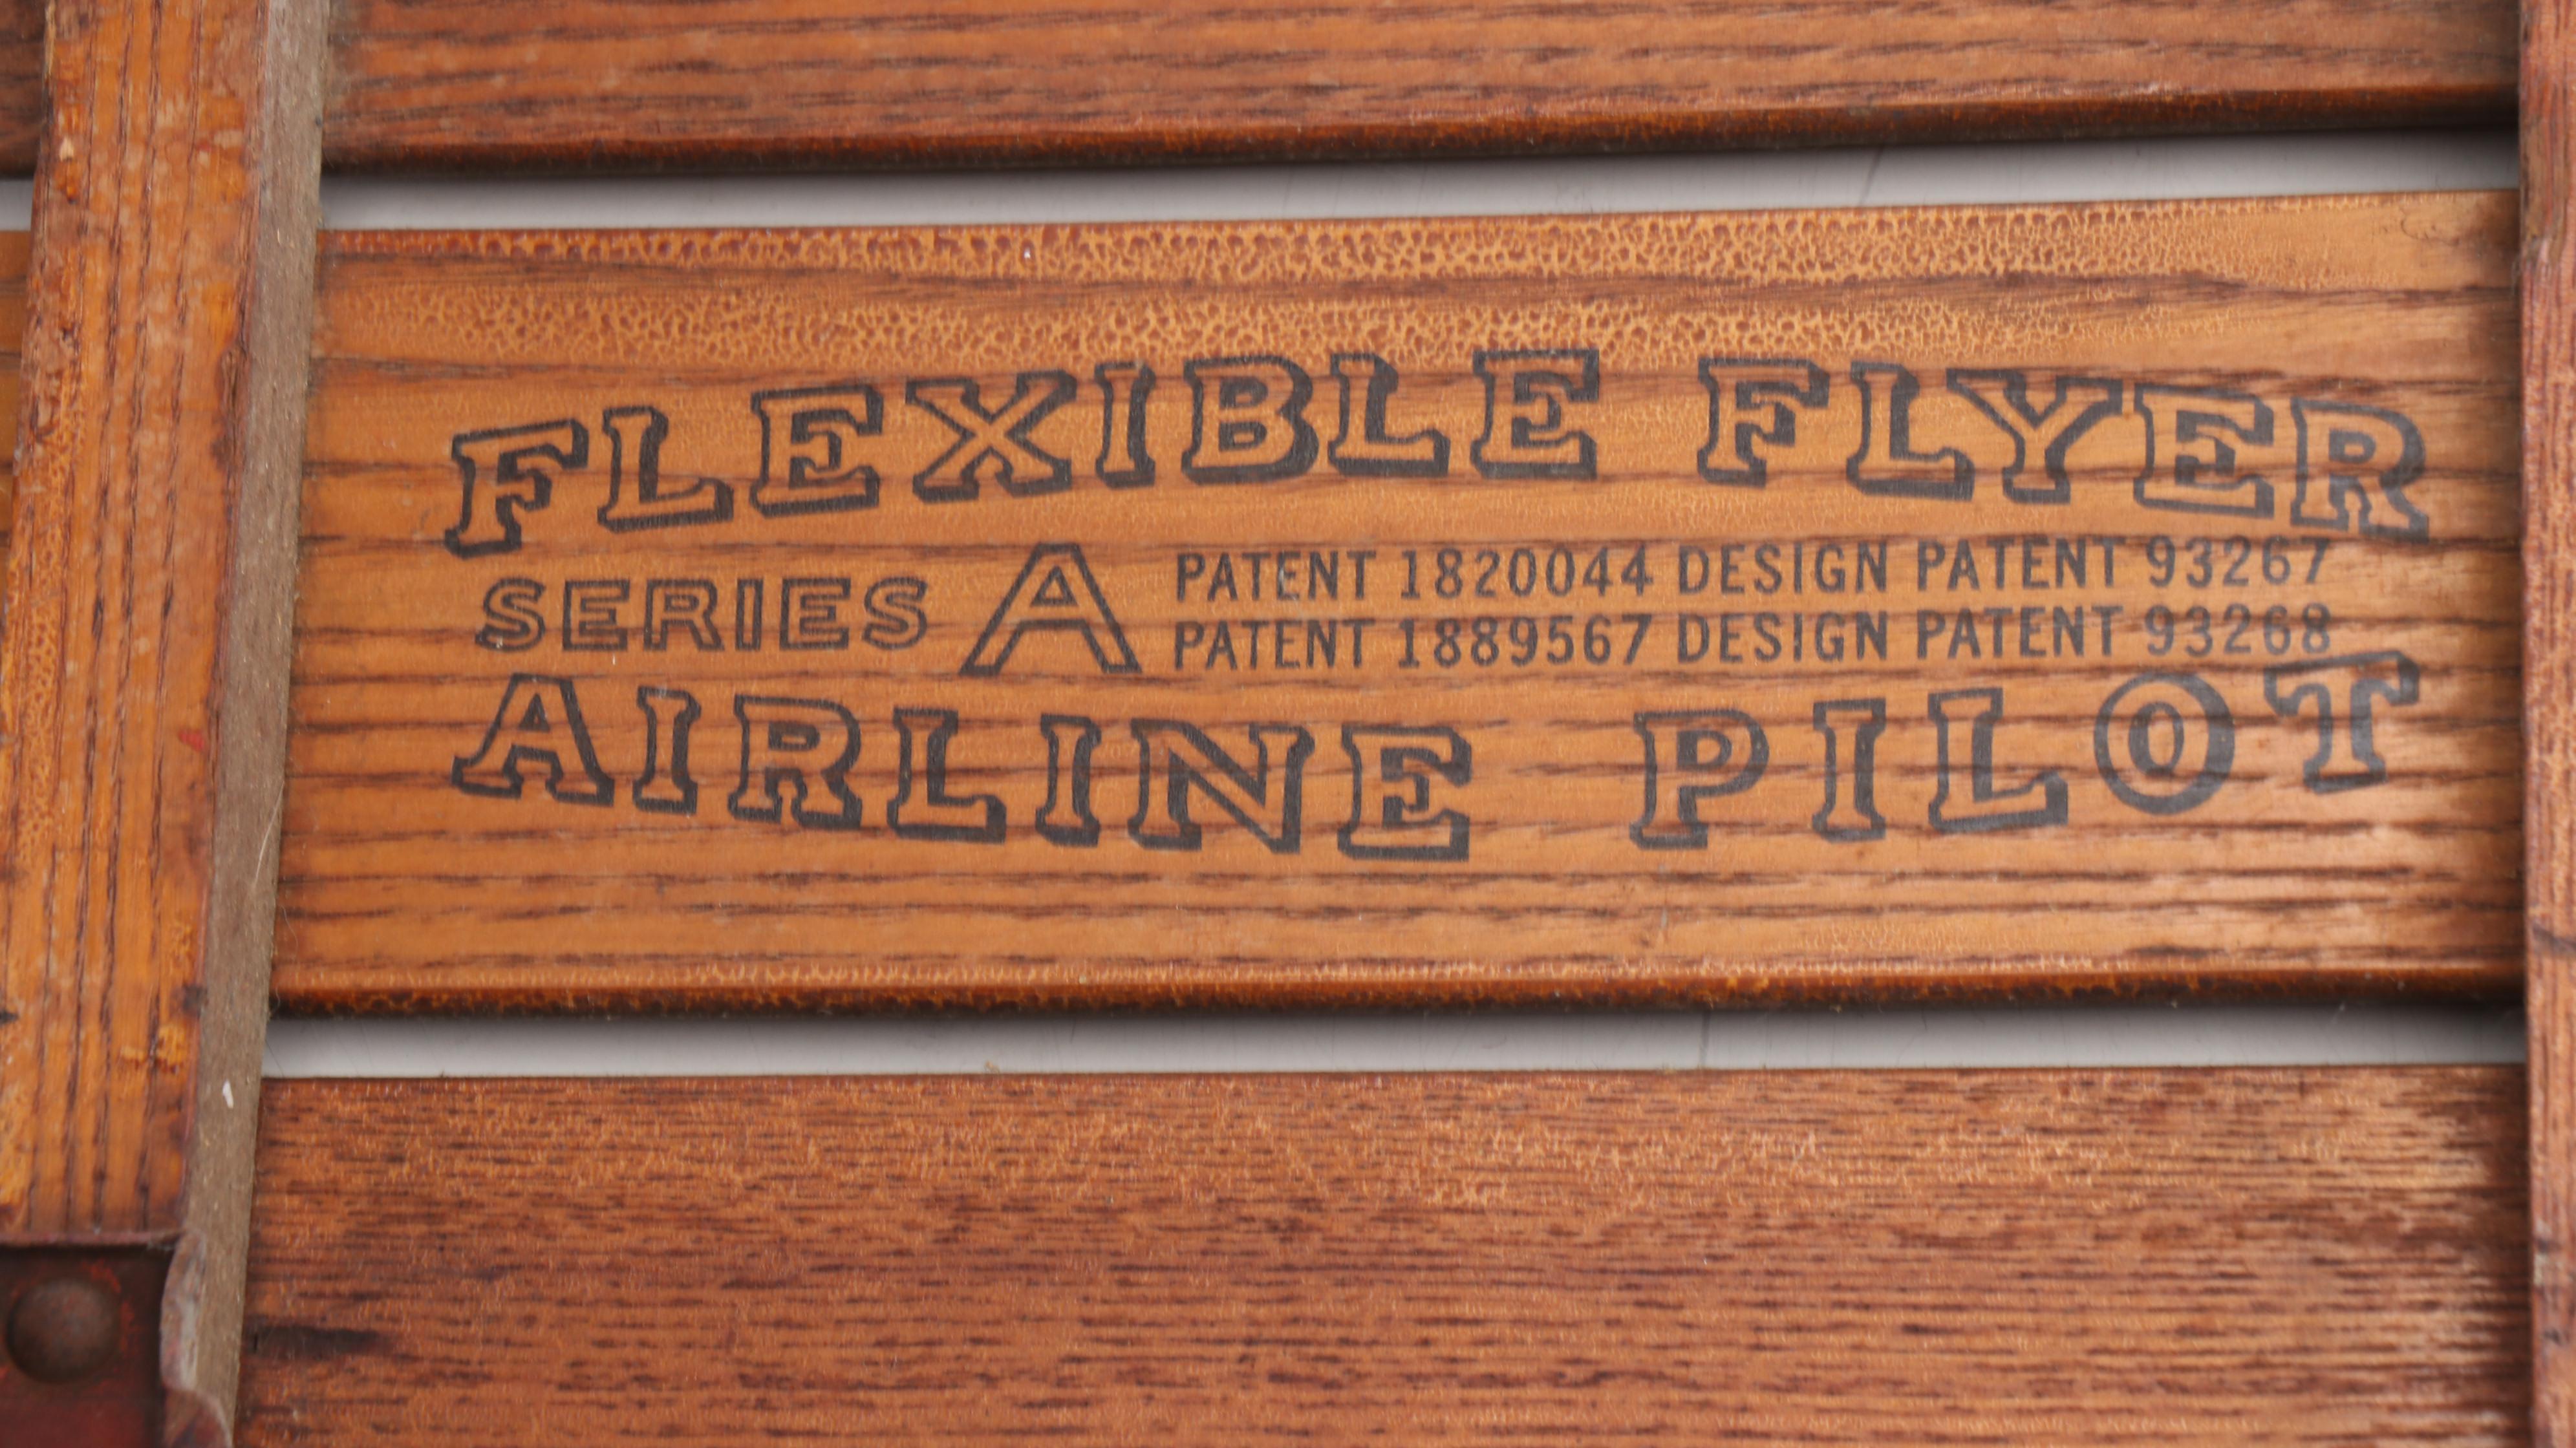 FLEXIBLE FLYER
SERIES A
PATENT 1820044 DESIGN PATENT 93267
PATENT 1889567 DESIGN PATENT 93268
AIRLINE PILOT